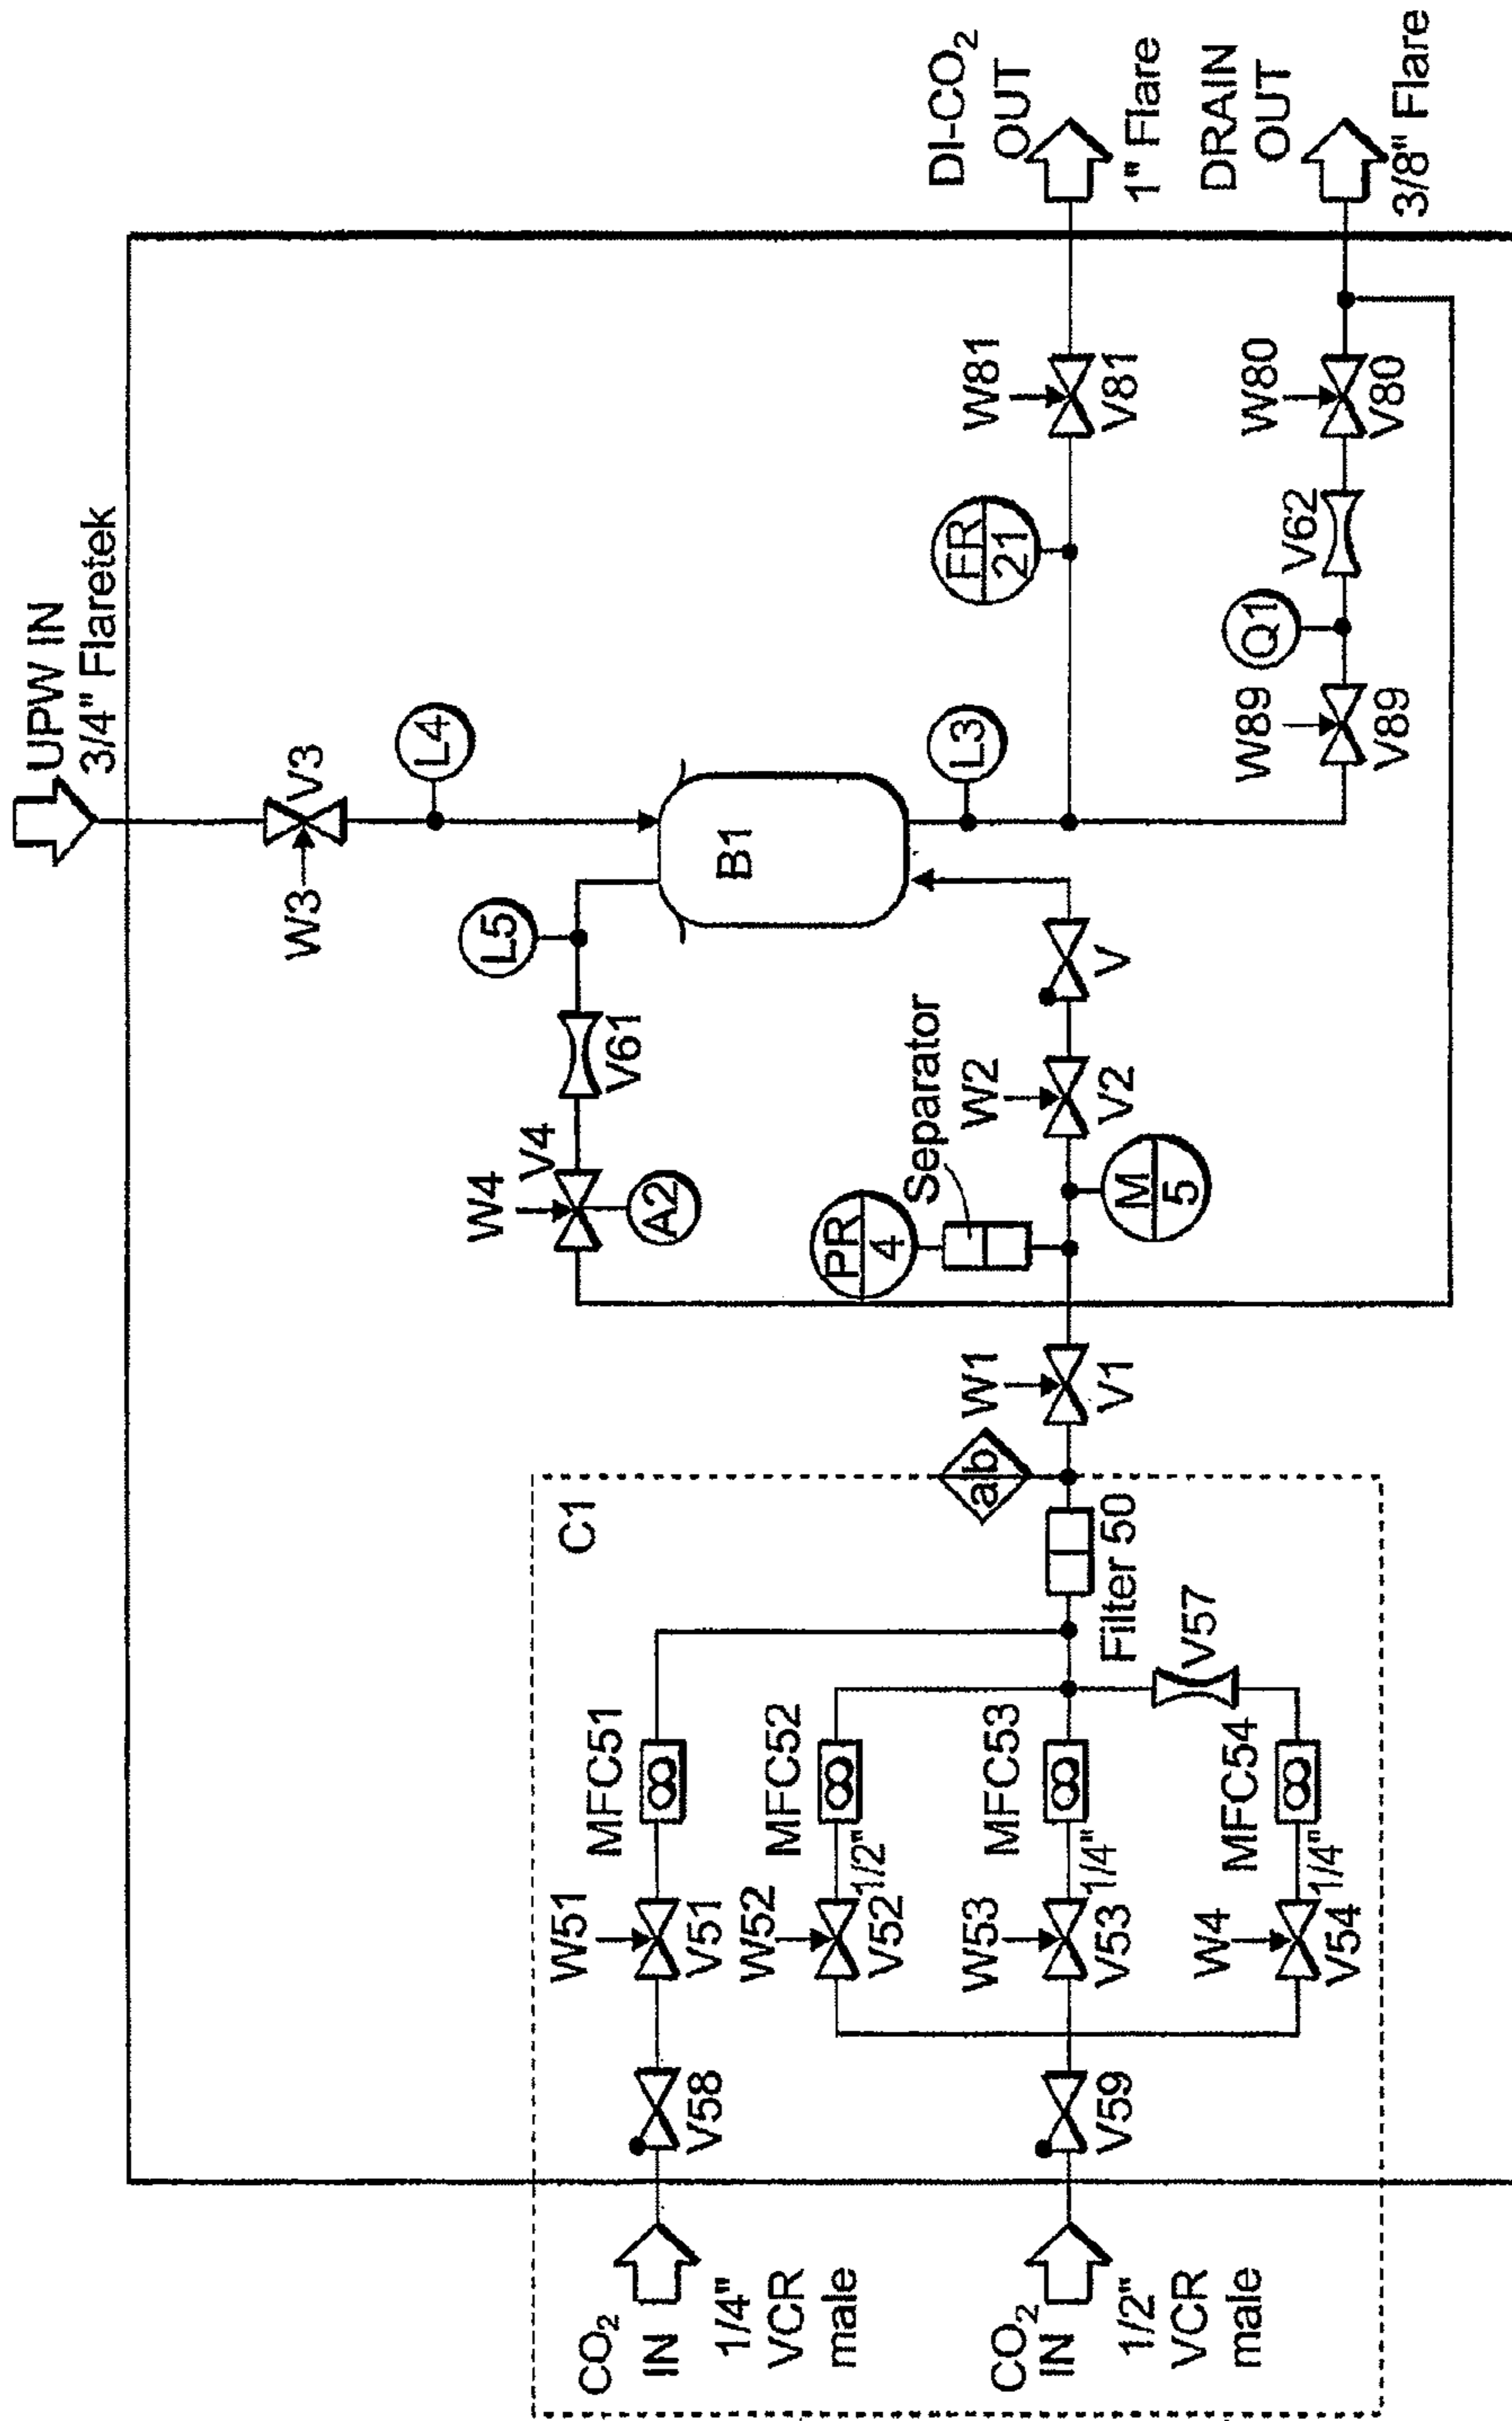 UPW IN
3/4" Flaretek
W3
V3
L4
L5
V61
W4
V4
A2
B1
L3
V
W2
V2
Separator
PR
4
M
5
W1
V1
FR
21
W81
V81
DI-CO₂
OUT
1" Flare
W89
V89
Q1
V62
W80
V80
DRAIN
OUT
3/8" Flare
C1
a b
Filter 50
V57
CO₂
IN
1/4"
VCR
male
V58
W51
V51
MFC51
W52
V52
1/2"
MFC52
CO₂
IN
1/2"
VCR
male
V59
W53
V53
1/4"
MFC53
W4
V54
1/4"
MFC54